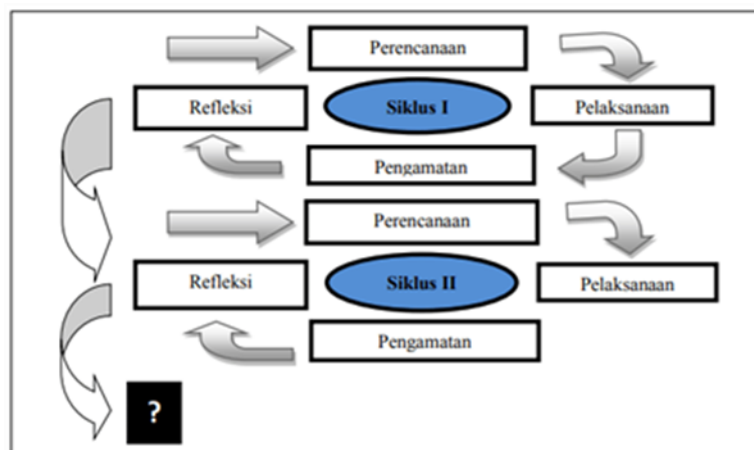 Perencanaan
Refleksi
Siklus I
Pelaksanaan
Pengamatan
Perencanaan
Refleksi
Siklus II
Pelaksanaan
Pengamatan
?